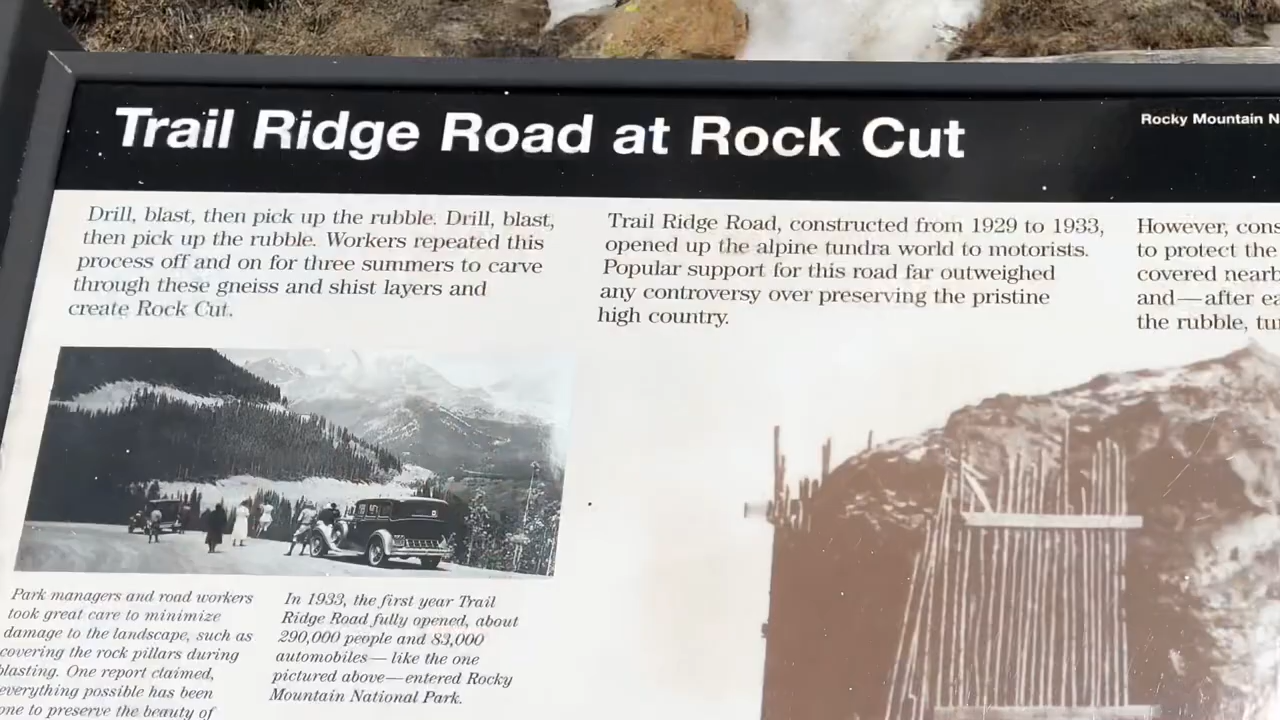 Trail Ridge Road at Rock Cut
Rocky Mountain N
Drill, blast, then pick up the rubble. Drill, blast,
then pick up the rubble. Workers repeated this
process off and on for three summers to carve
through these gneiss and shist layers and
create Rock Cut.
Trail Ridge Road, constructed from 1929 to 1933,
opened up the alpine tundra world to motorists.
Popular support for this road far outweighed
any controversy over preserving the pristine
high country.
However, cons
to protect the
covered nearb
and—after ea
the rubble, tu
Park managers and road workers
took great care to minimize
damage to the landscape, such as
covering the rock pillars during
blasting. One report claimed,
everything possible has been
one to preserve the beauty of
In 1933, the first year Trail
Ridge Road fully opened, about
290,000 people and 83,000
automobiles—like the one
pictured above—entered Rocky
Mountain National Park.